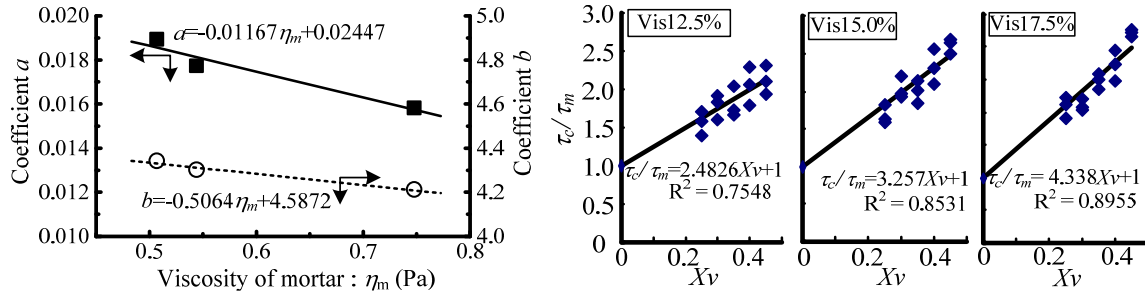 0.020
0.018
0.016
0.014
0.012
0.010
Coefficient a
a=-0.01167ηm+0.02447
b=-0.5064ηm+4.5872
5.0
4.8
4.6
4.4
4.2
4.0
Coefficient b
0.5 0.6 0.7 0.8
Viscosity of mortar : ηm (Pa)
3.0
2.5
2.0
1.5
1.0
0.5
0
τc/τm
Vis12.5%
τc/τm=2.4826Xv+1
R² = 0.7548
0 0.2 0.4
Xv
Vis15.0%
τc/τm=3.257Xv+1
R² = 0.8531
0 0.2 0.4
Xv
Vis17.5%
τc/τm= 4.338Xv+1
R² = 0.8955
0 0.2 0.4
Xv